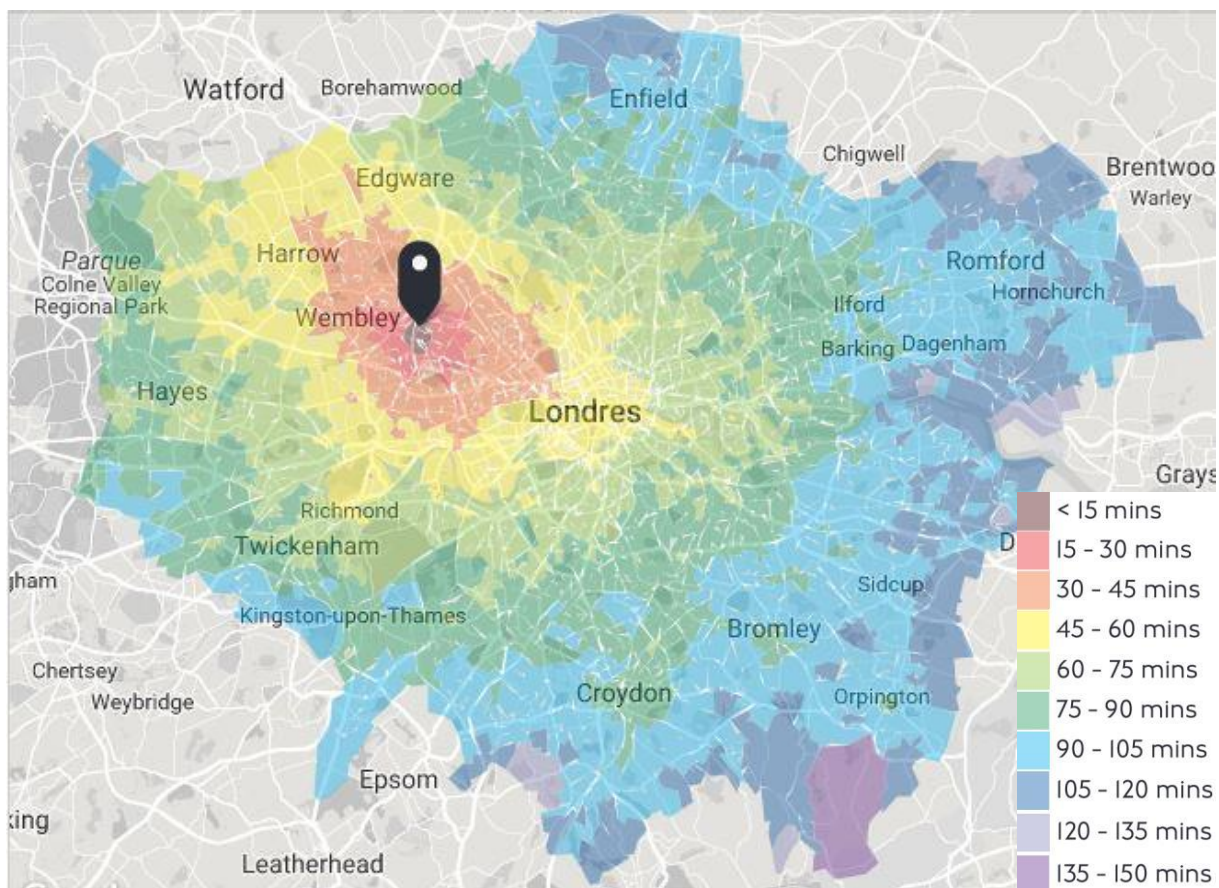 Watford
Borehamwood
Enfield
Chigwell
Brentwoo
Warley
Edgware
Harrow
Parque
Colne Valley
Regional Park
Romford
Hornchurch
Ilford
Wembley
Barking
Dagenham
Hayes
Londres
Grays
Richmond
Twickenham
D
gham
Sidcup
Kingston-upon-Thames
Bromley
Chertsey
Weybridge
Croydon
Orpington
Epsom
king
Leatherhead
< 15 mins
15 - 30 mins
30 - 45 mins
45 - 60 mins
60 - 75 mins
75 - 90 mins
90 - 105 mins
105 - 120 mins
120 - 135 mins
135 - 150 mins